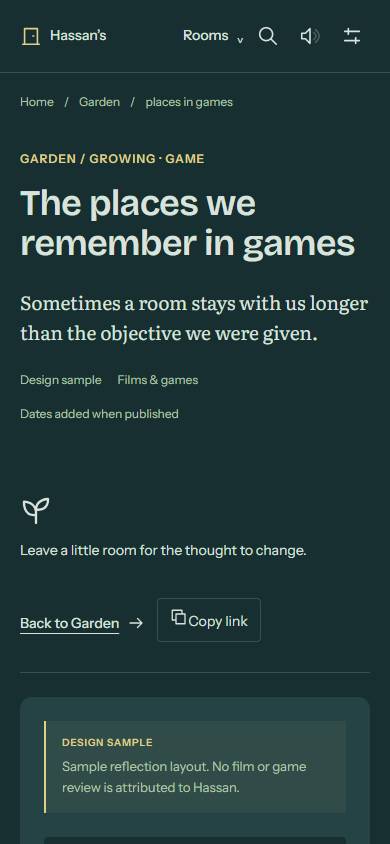 Hassan's
Rooms
Home / Garden / places in games
GARDEN / GROWING · GAME
The places we
remember in games
Sometimes a room stays with us longer
than the objective we were given.
Design sample Films & games
Dates added when published
Leave a little room for the thought to change.
Back to Garden → Copy link
DESIGN SAMPLE
Sample reflection layout. No film or game
review is attributed to Hassan.